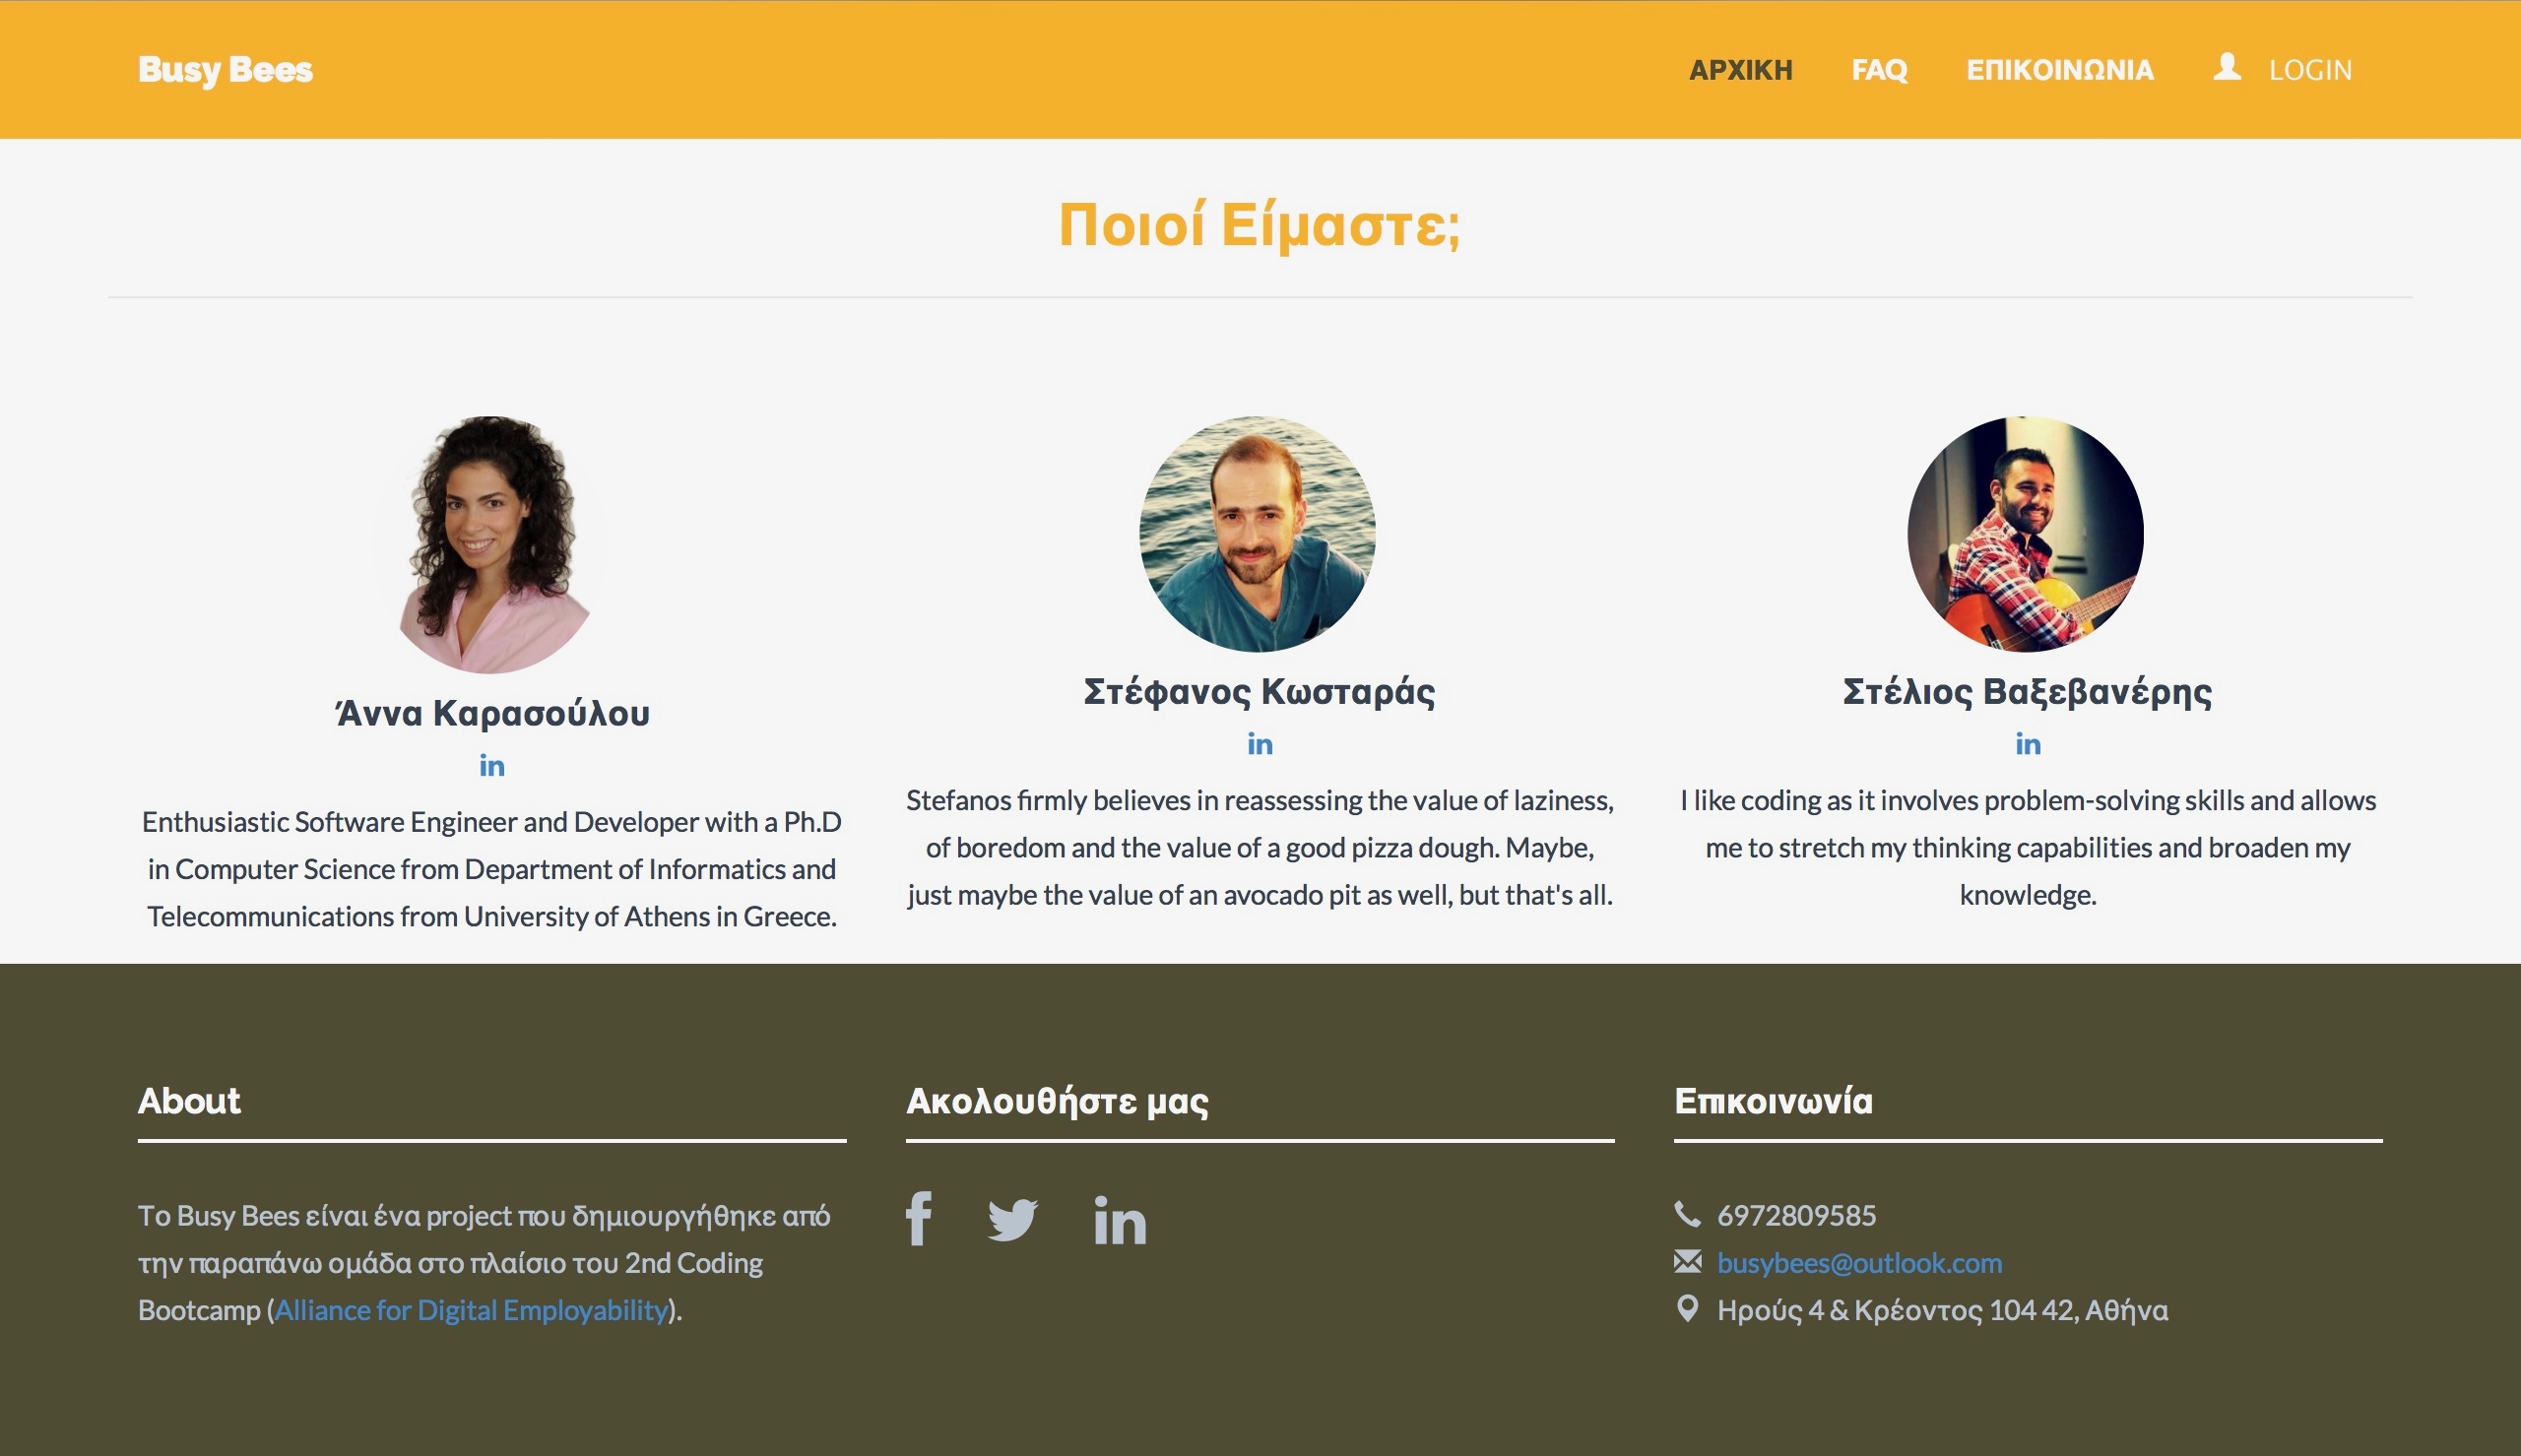 Busy Bees
ΑΡΧΙΚΗ FAQ ΕΠΙΚΟΙΝΩΝΙΑ LOGIN
Ποιοί Είμαστε;
Άννα Καρασούλου
in
Enthusiastic Software Engineer and Developer with a Ph.D
in Computer Science from Department of Informatics and
Telecommunications from University of Athens in Greece.
Στέφανος Κωσταράς
in
Stefanos firmly believes in reassessing the value of laziness,
of boredom and the value of a good pizza dough. Maybe,
just maybe the value of an avocado pit as well, but that's all.
Στέλιος Βαξεβανέρης
in
I like coding as it involves problem-solving skills and allows
me to stretch my thinking capabilities and broaden my
knowledge.
About
Το Busy Bees είναι ένα project που δημιουργήθηκε από
την παραπάνω ομάδα στο πλαίσιο του 2nd Coding
Bootcamp (Alliance for Digital Employability).
Ακολουθήστε μας
f in
Επικοινωνία
6972809585
busybees@outlook.com
Ηρούς 4 & Κρέοντος 104 42, Αθήνα